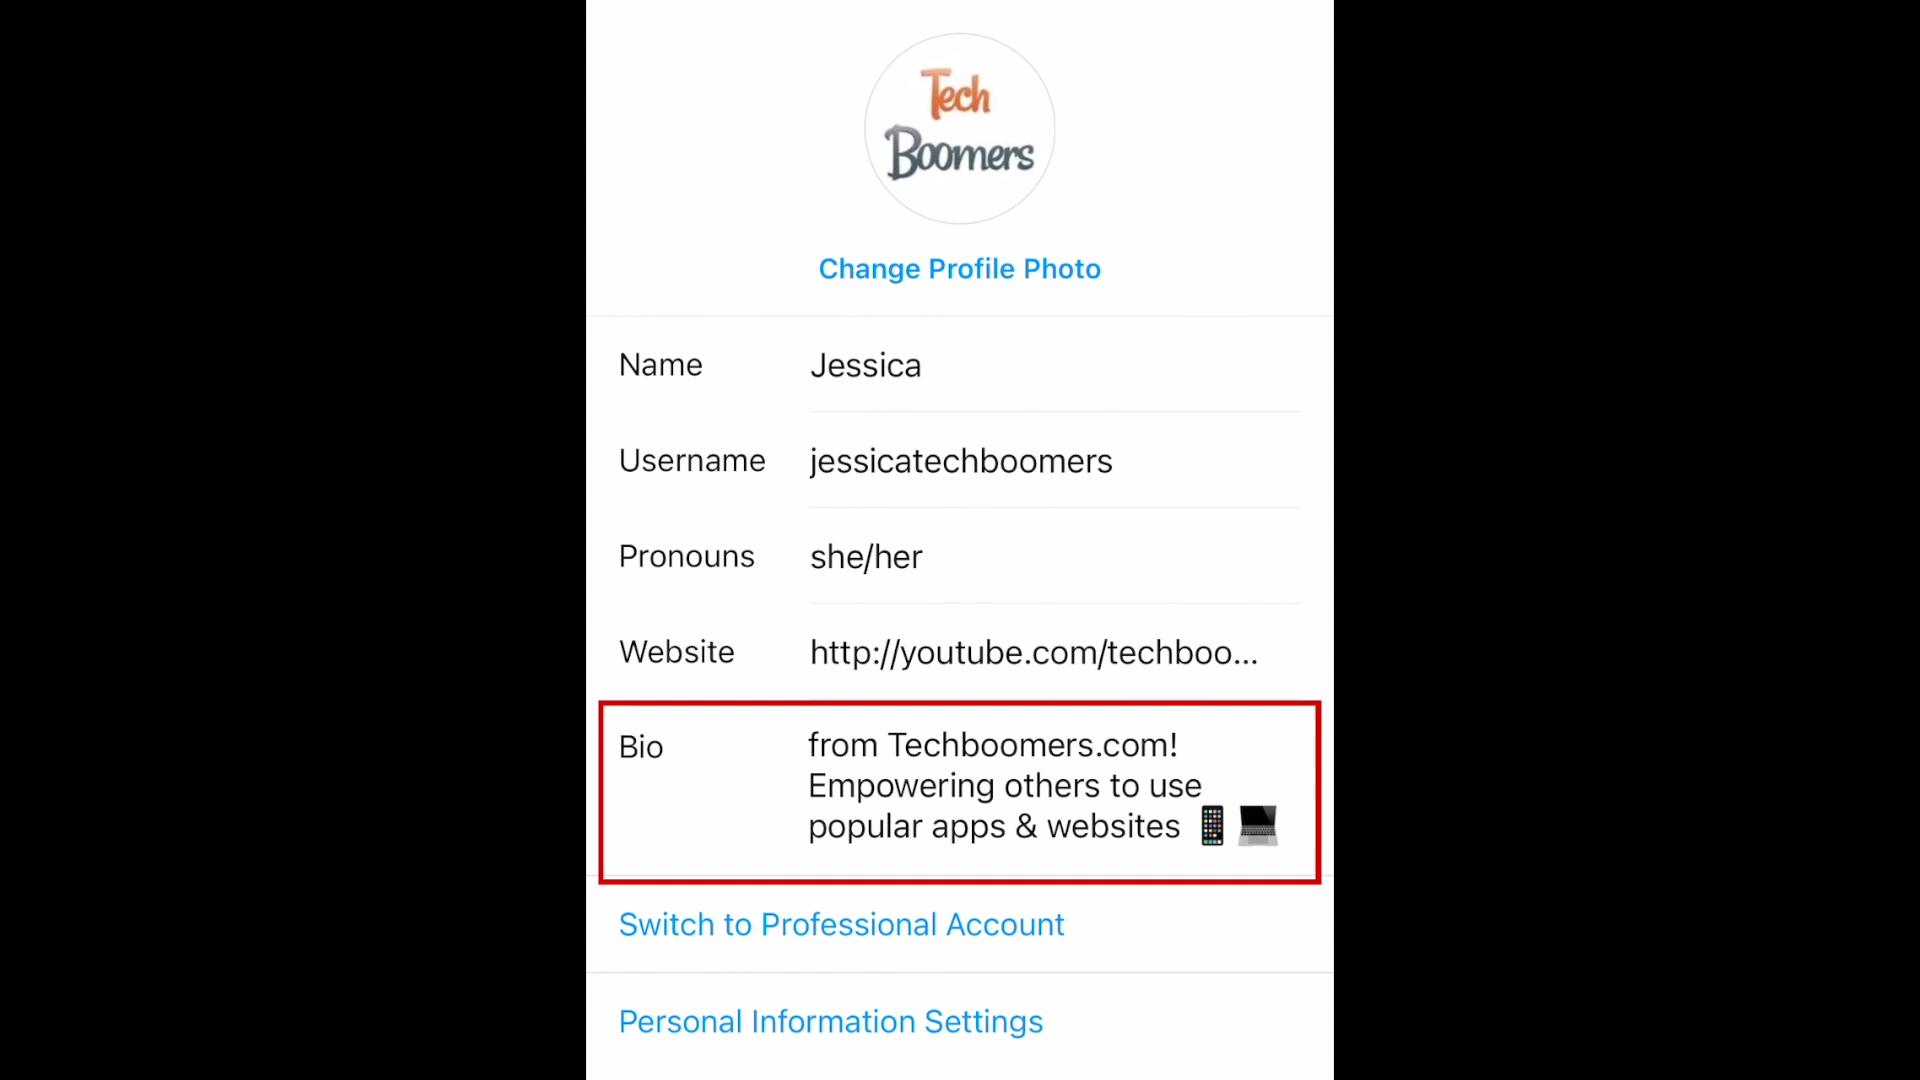 Tech
Boomers
Change Profile Photo
Name Jessica
Username jessicatechboomers
Pronouns she/her
Website http://youtube.com/techboo...
Bio from Techboomers.com!
Empowering others to use
popular apps & websites 📱 💻
Switch to Professional Account
Personal Information Settings